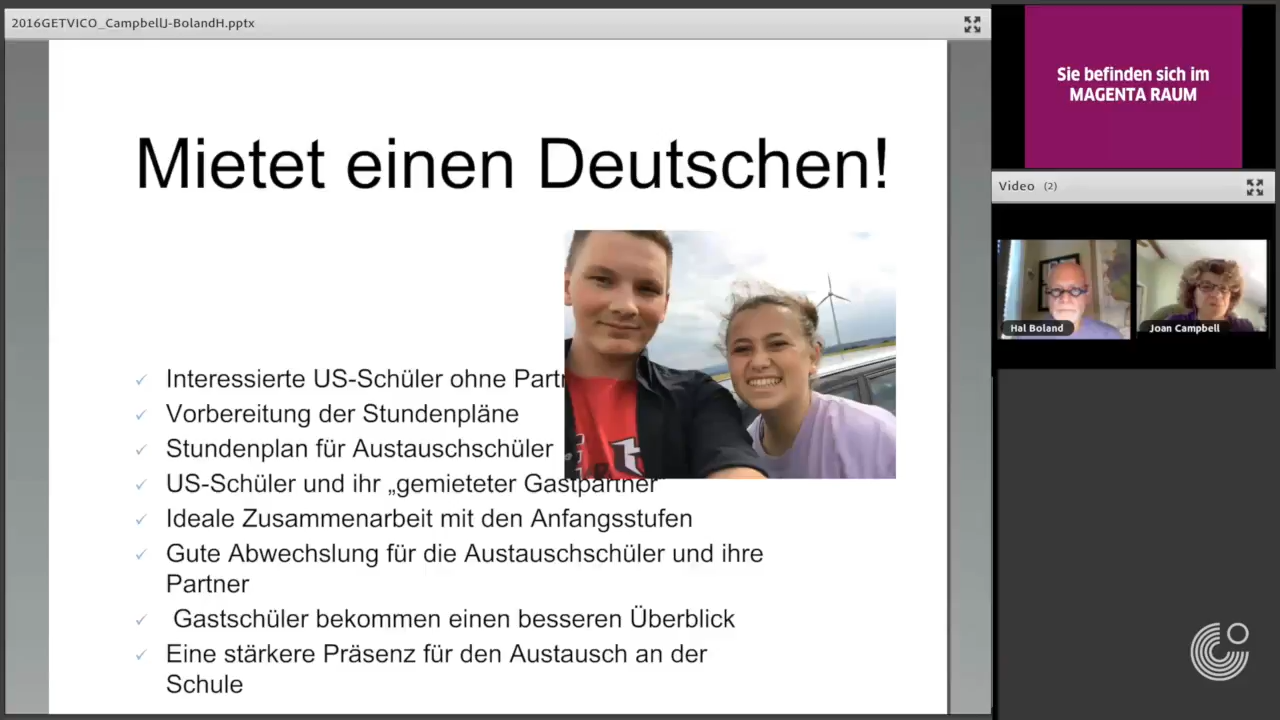 2016GETVICO_CampbellJ-BolandH.pptx
Mietet einen Deutschen!
Interessierte US-Schüler ohne
Vorbereitung der Stundenpläne
Stundenplan für Austauschschüler
US-Schüler und ihr „gemieteter Gastpartner“
Ideale Zusammenarbeit mit den Anfangsstufen
Gute Abwechslung für die Austauschschüler und ihre
Partner
Gastschüler bekommen einen besseren Überblick
Eine stärkere Präsenz für den Austausch an der
Schule
Sie befinden sich im
MAGENTA RAUM
Video (2)
Hal Boland
Joan Campbell